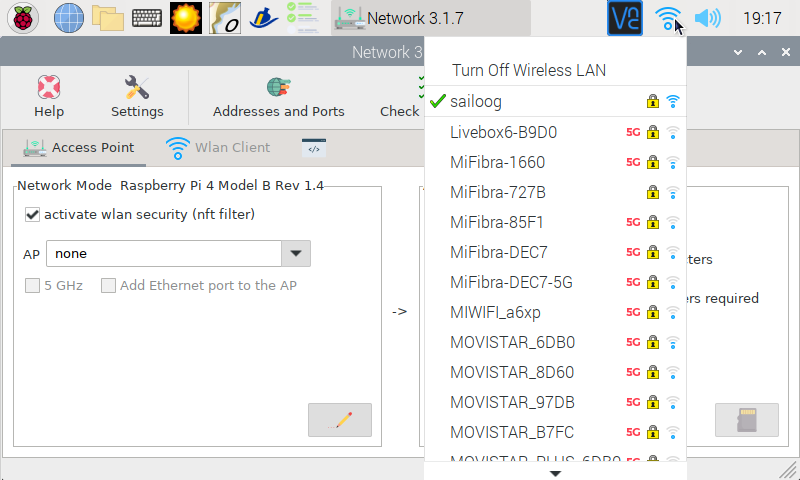 Network 3.1.7
VNC
19:17
Network 3
Turn Off Wireless LAN
sailoog
Livebox6-B9D0 5G
MiFibra-1660 5G
MiFibra-727B
MiFibra-85F1 5G
MiFibra-DEC7 5G
MiFibra-DEC7-5G 5G
MIWIFI_a6xp 5G
MOVISTAR_6DB0 5G
MOVISTAR_8D60 5G
MOVISTAR_97DB 5G
MOVISTAR_B7FC 5G
MOVISTAR_PLUS_6DB0 5G
Help
Settings
Addresses and Ports
Check
Access Point
Wlan Client
</>
Network Mode Raspberry Pi 4 Model B Rev 1.4
activate wlan security (nft filter)
AP none
5 GHz
Add Ethernet port to the AP
->
ters
ers required